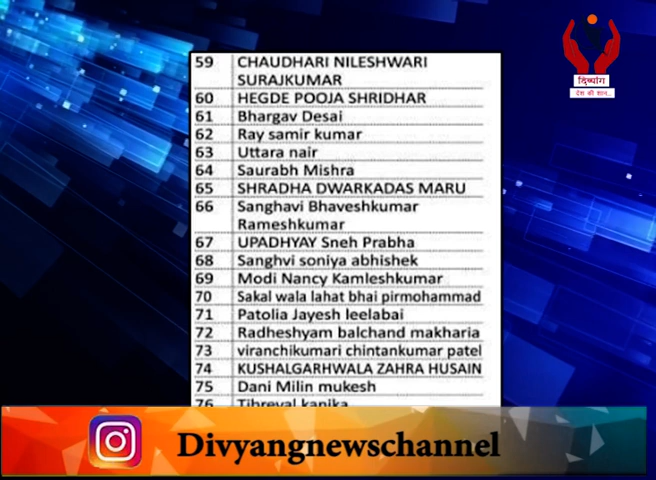 59 CHAUDHARI NILESHWARI
SURAJKUMAR
60 HEGDE POOJA SHRIDHAR
61 Bhargav Desai
62 Ray samir kumar
63 Uttara nair
64 Saurabh Mishra
65 SHRADHA DWARKADAS MARU
66 Sanghavi Bhaveshkumar
Rameshkumar
67 UPADHYAY Sneh Prabha
68 Sanghvi soniya abhishek
69 Modi Nancy Kamleshkumar
70 Sakal wala lahat bhai pirmohammad
71 Patolia Jayesh leelabai
72 Radheshyam balchand makharia
73 viranchikumari chintankumar patel
74 KUSHALGARHWALA ZAHRA HUSAIN
75 Dani Milin mukesh
76 kanika
दिव्यांग
देश की शान..
Divyangnewschannel